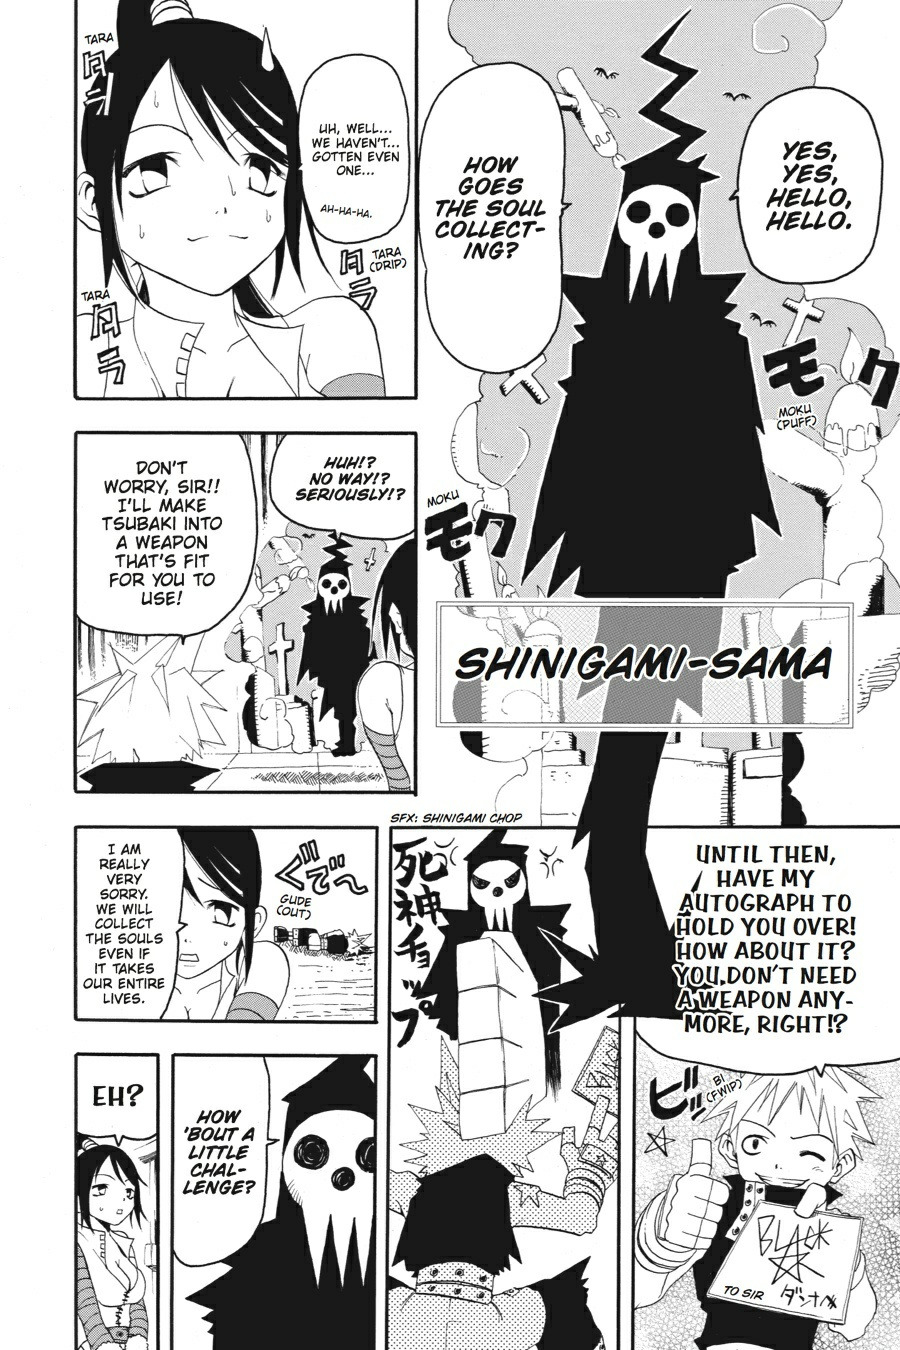 YES,
YES,
HELLO,
HELLO.
HOW
GOES
THE SOUL
COLLECT-
ING?
モク
MOKU
(PUFF)
MOKU
モク
SHINIGAMI-SAMA
UH, WELL...
WE HAVEN'T...
GOTTEN EVEN
ONE...
AH-HA-HA.
TARA
タラ
TARA
(DRIP)
タラ
TARA
タラ
HUH!?
NO WAY!?
SERIOUSLY!?
DON'T
WORRY, SIR!!
I'LL MAKE
TSUBAKI INTO
A WEAPON
THAT'S FIT
FOR YOU TO
USE!
UNTIL THEN,
HAVE MY
AUTOGRAPH TO
HOLD YOU OVER!
HOW ABOUT IT?
YOU DON'T NEED
A WEAPON ANY-
MORE, RIGHT!?
ビッ
BI
(FWIP)
BLACK
TO SIR
SFX: SHINIGAMI CHOP
死神チョップ
ぐで〜
GUDE
(OUT)
I AM
REALLY
VERY
SORRY.
WE WILL
COLLECT
THE SOULS
EVEN IF
IT TAKES
OUR ENTIRE
LIVES.
HOW
'BOUT A
LITTLE
CHAL-
LENGE?
EH?